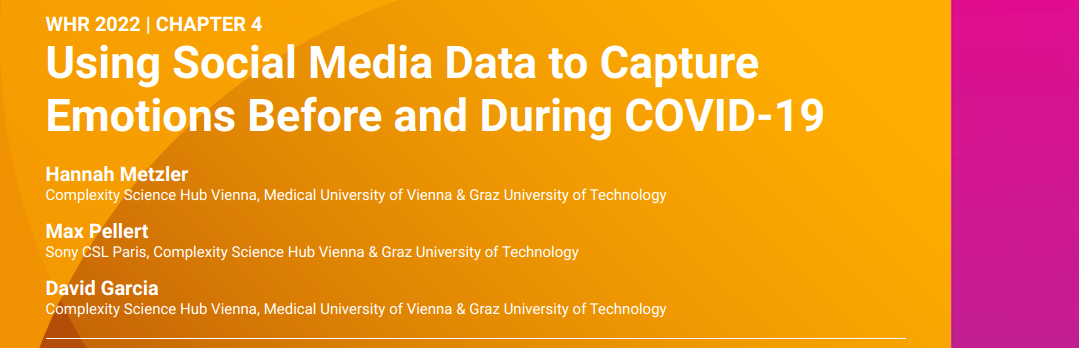 WHR 2022 | CHAPTER 4
Using Social Media Data to Capture
Emotions Before and During COVID-19
Hannah Metzler
Complexity Science Hub Vienna, Medical University of Vienna & Graz University of Technology
Max Pellert
Sony CSL Paris, Complexity Science Hub Vienna & Graz University of Technology
David Garcia
Complexity Science Hub Vienna, Medical University of Vienna & Graz University of Technology